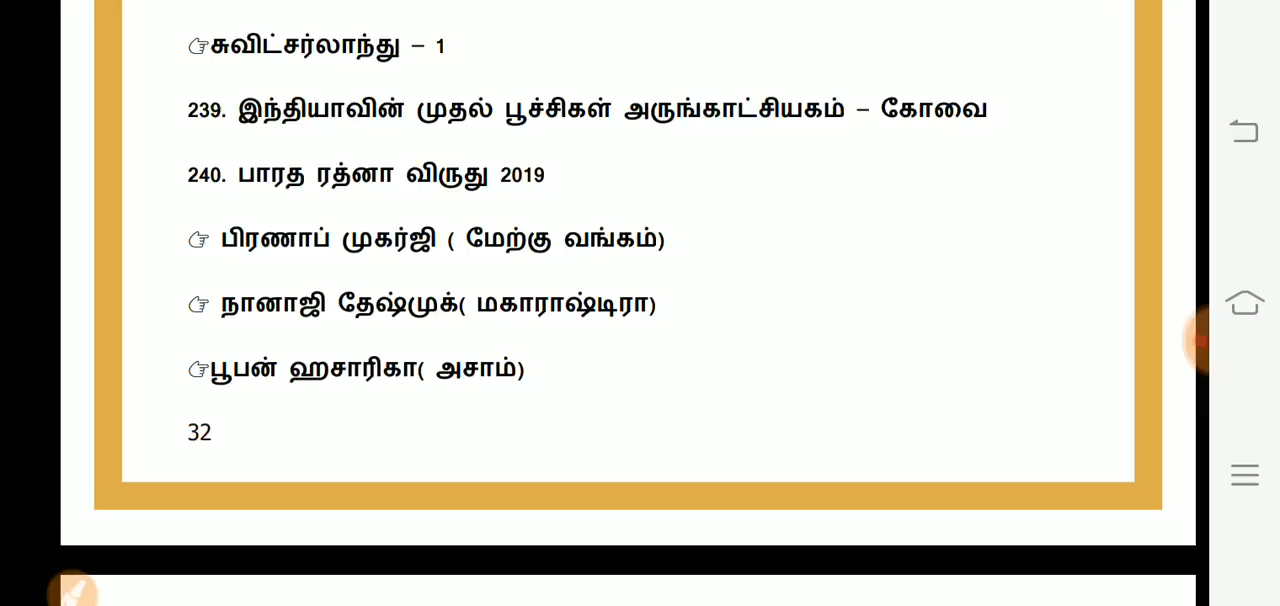 ☞சுவிட்சர்லாந்து – 1
239. இந்தியாவின் முதல் பூச்சிகள் அருங்காட்சியகம் – கோவை
240. பாரத ரத்னா விருது 2019
☞ பிரணாப் முகர்ஜி ( மேற்கு வங்கம்)
☞ நானாஜி தேஷ்முக்( மகாராஷ்டிரா)
☞பூபன் ஹசாரிகா( அசாம்)
32